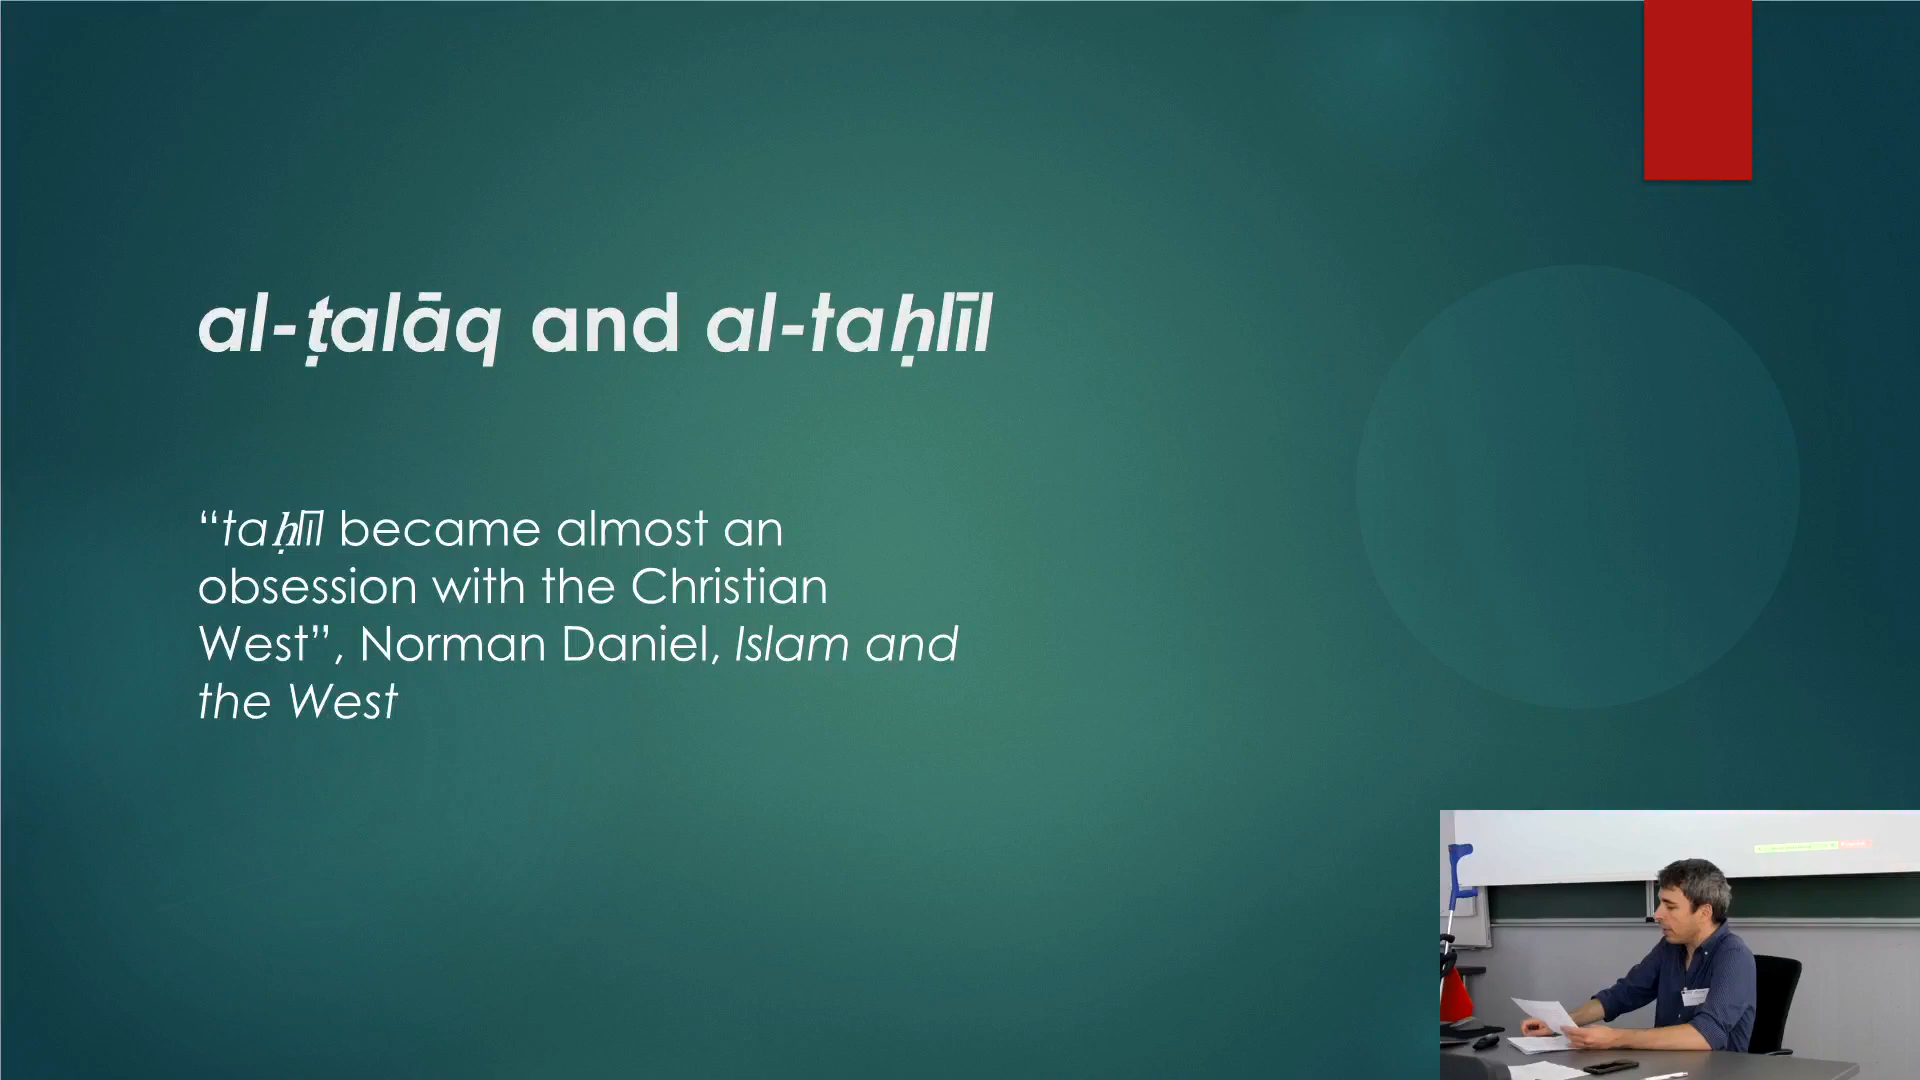 al-ṭalāq and al-taḥlīl
“taḥlīl became almost an
obsession with the Christian
West”, Norman Daniel, Islam and
the West